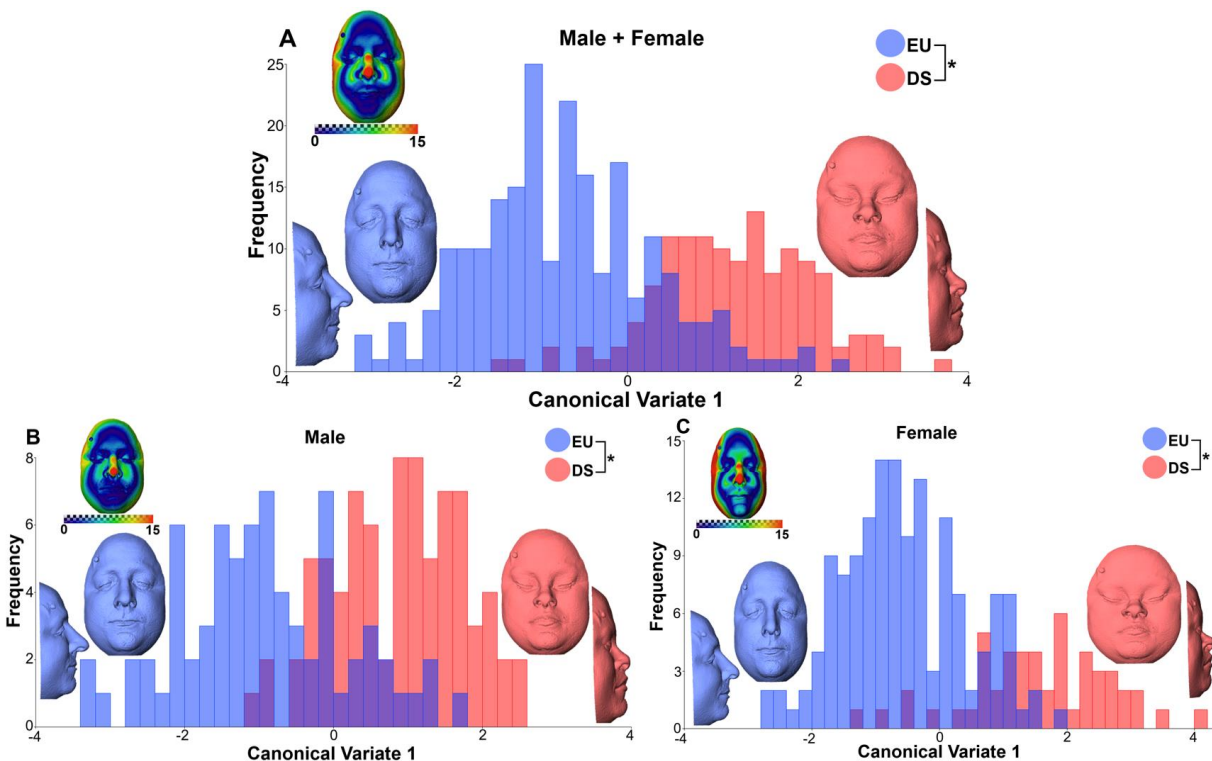 A
Male + Female
EU
*
DS
25
20
15
10
5
0
Frequency
0 15
-4 -2 0 2 4
Canonical Variate 1
B
Male
EU
*
DS
8
6
4
2
0
Frequency
0 15
-4 -2 0 2 4
Canonical Variate 1
C
Female
EU
*
DS
15
12
9
6
3
0
Frequency
0 15
-4 -2 0 2 4
Canonical Variate 1